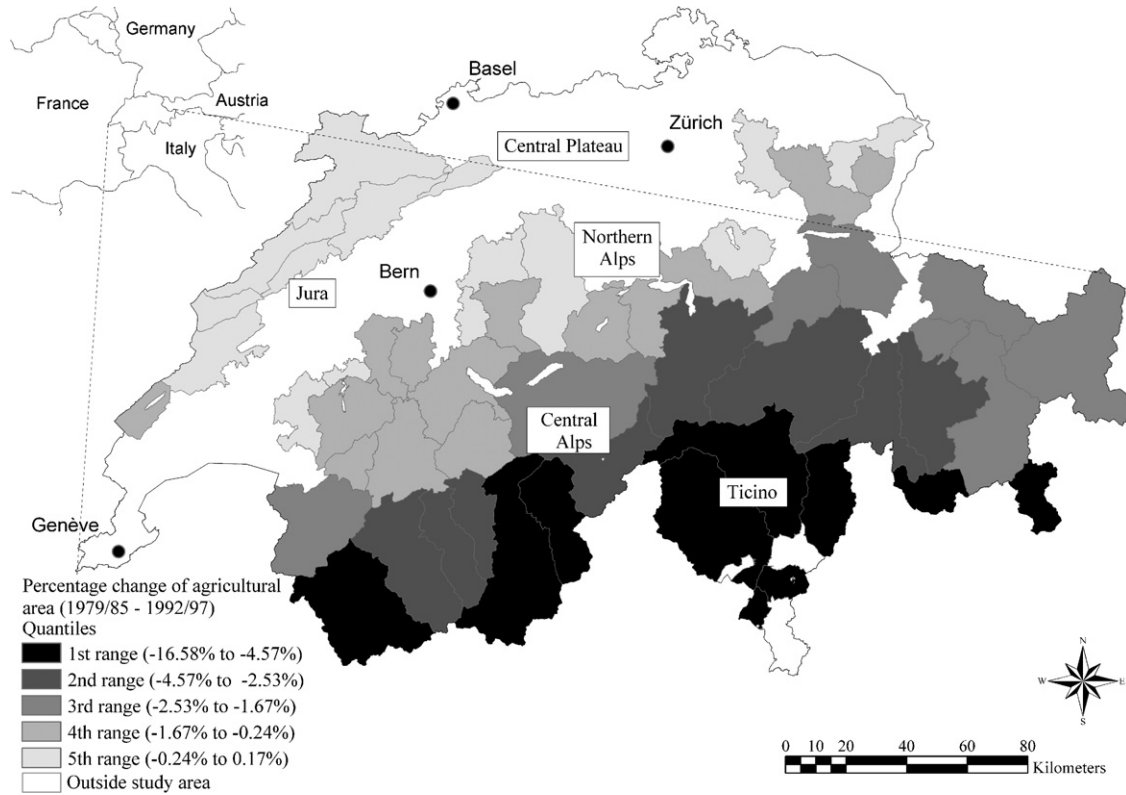 Germany
France
Austria
Italy
Basel
Zürich
Central Plateau
Northern
Alps
Bern
Jura
Central
Alps
Ticino
Genève
Percentage change of agricultural
area (1979/85 - 1992/97)
Quantiles
1st range (-16.58% to -4.57%)
2nd range (-4.57% to -2.53%)
3rd range (-2.53% to -1.67%)
4th range (-1.67% to -0.24%)
5th range (-0.24% to 0.17%)
Outside study area
N
W E
S
0 10 20 40 60 80
Kilometers